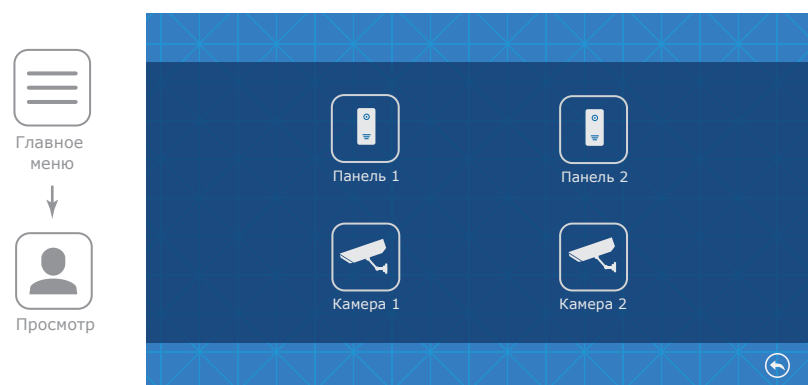 Главное
меню
Просмотр
Панель 1
Панель 2
Камера 1
Камера 2